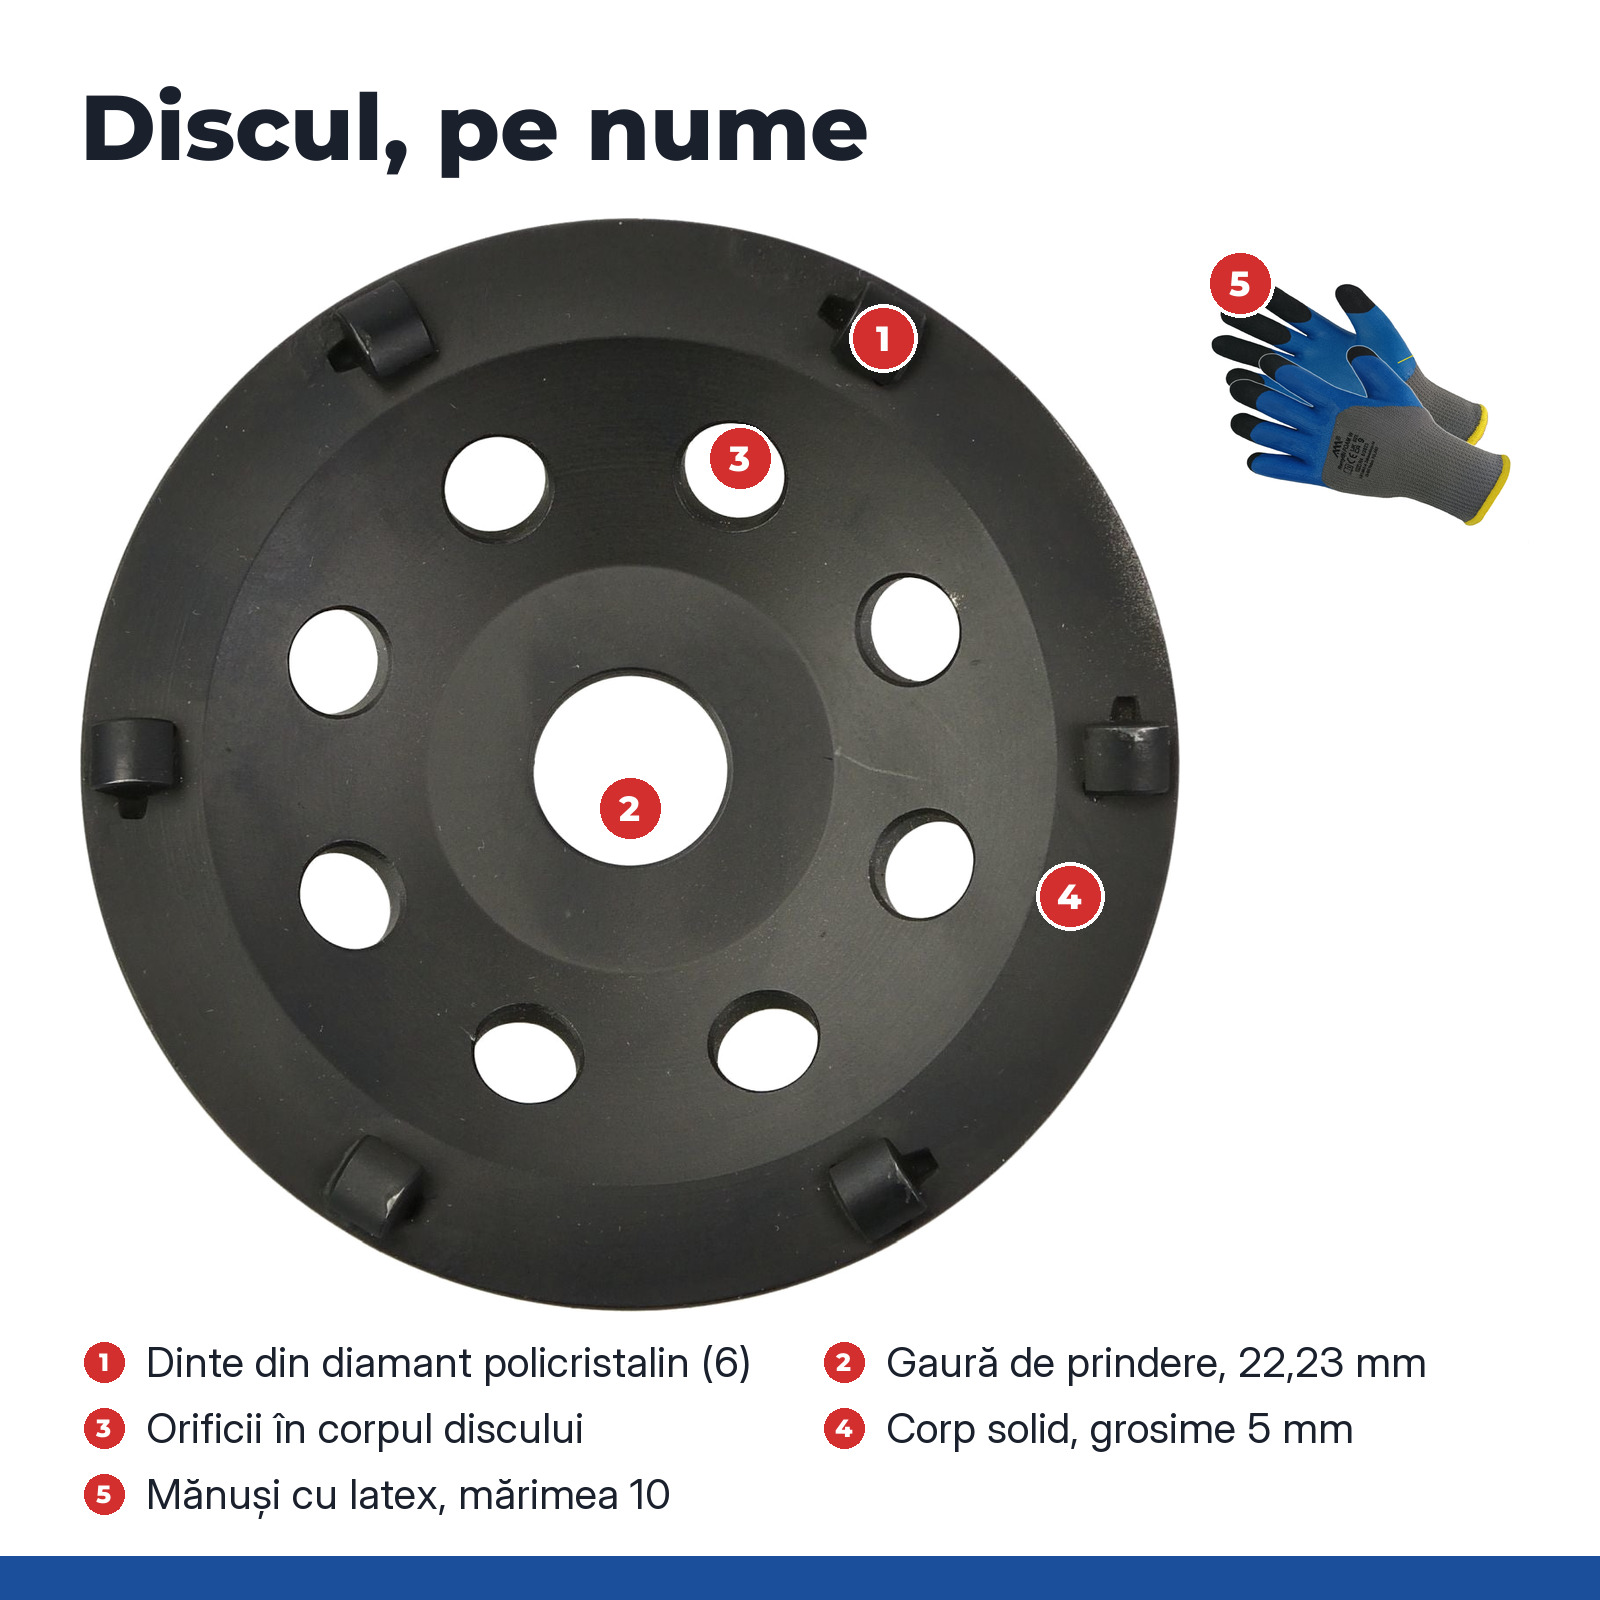 Discul, pe nume
5
1
3
2
4
1 Dinte din diamant policristalin (6)
2 Gaură de prindere, 22,23 mm
3 Orificii în corpul discului
4 Corp solid, grosime 5 mm
5 Mănuși cu latex, mărimea 10